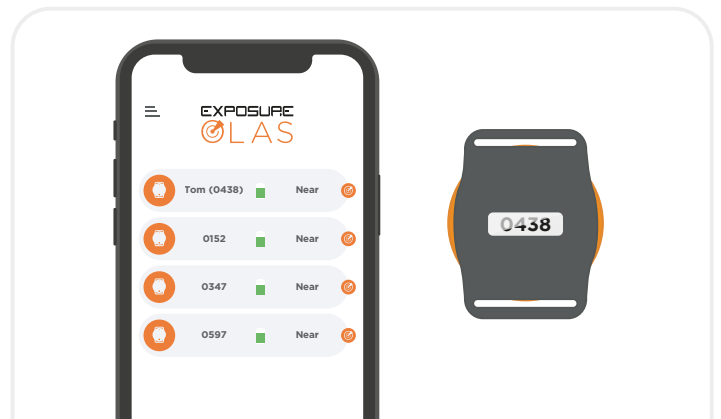 EXPOSURE
OLAS
Tom (0438) Near
0152 Near
0347 Near
0597 Near
0438